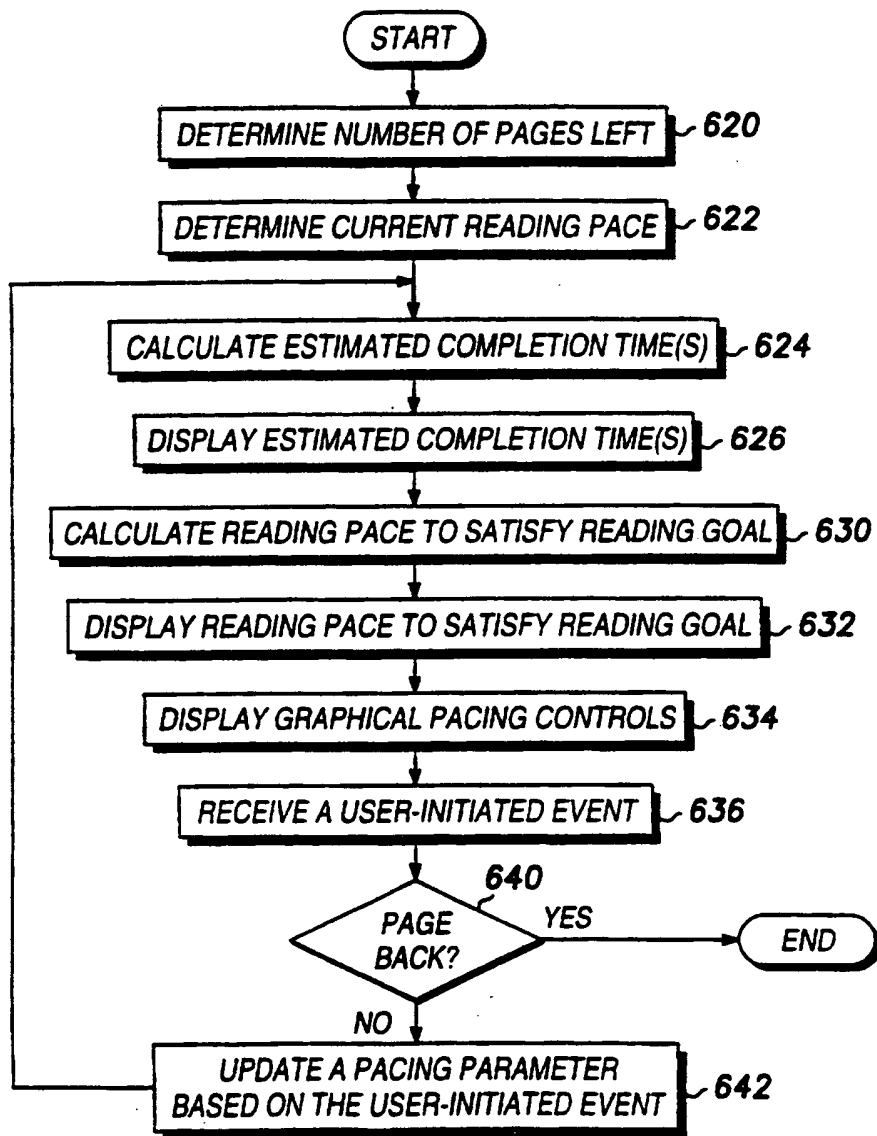 START
DETERMINE NUMBER OF PAGES LEFT 620
DETERMINE CURRENT READING PACE 622
CALCULATE ESTIMATED COMPLETION TIME(S) 624
DISPLAY ESTIMATED COMPLETION TIME(S) 626
CALCULATE READING PACE TO SATISFY READING GOAL 630
DISPLAY READING PACE TO SATISFY READING GOAL 632
DISPLAY GRAPHICAL PACING CONTROLS 634
RECEIVE A USER-INITIATED EVENT 636
640
PAGE
BACK?
YES
END
NO
UPDATE A PACING PARAMETER
BASED ON THE USER-INITIATED EVENT 642